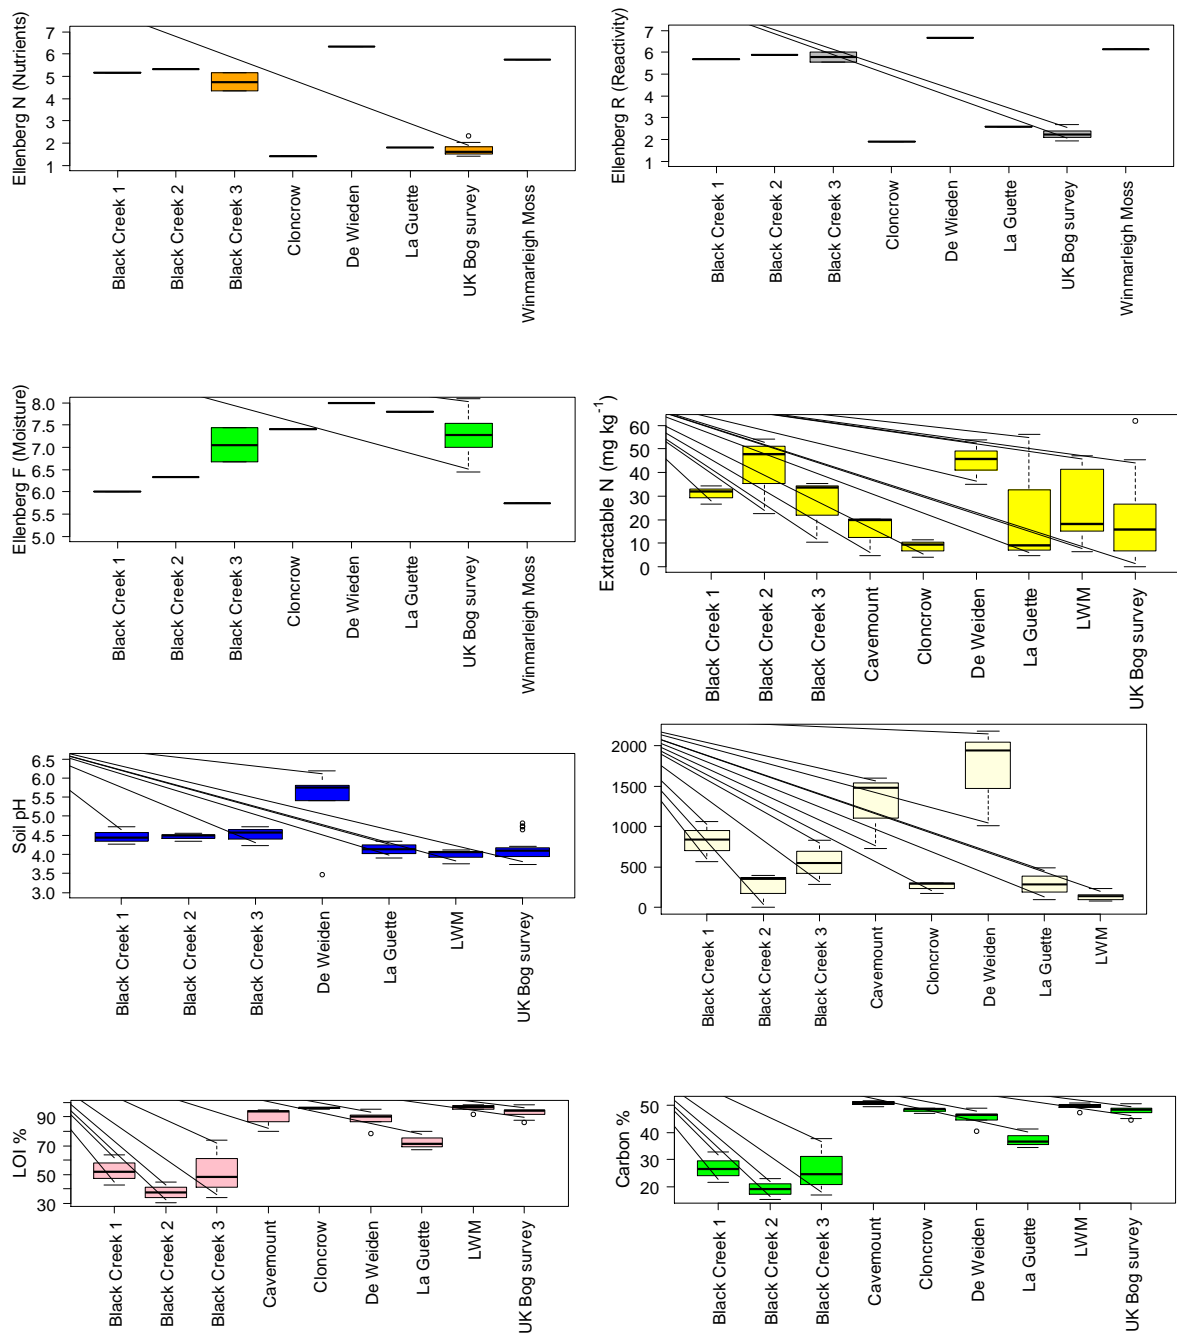 Ellenberg N (Nutrients)
7
6
5
4
3
2
1
Black Creek 1
Black Creek 2
Black Creek 3
Cloncrow
De Wieden
La Guette
UK Bog survey
Winmarleigh Moss
Ellenberg R (Reactivity)
7
6
5
4
3
2
1
Black Creek 1
Black Creek 2
Black Creek 3
Cloncrow
De Wieden
La Guette
UK Bog survey
Winmarleigh Moss
Ellenberg F (Moisture)
8.0
7.5
7.0
6.5
6.0
5.5
5.0
Black Creek 1
Black Creek 2
Black Creek 3
Cloncrow
De Wieden
La Guette
UK Bog survey
Winmarleigh Moss
Extractable N (mg kg⁻¹)
60
50
40
30
20
10
0
Black Creek 1
Black Creek 2
Black Creek 3
Cavemount
Cloncrow
De Weiden
La Guette
LWM
UK Bog survey
Soil pH
6.5
6.0
5.5
5.0
4.5
4.0
3.5
3.0
Black Creek 1
Black Creek 2
Black Creek 3
De Weiden
La Guette
LWM
UK Bog survey
2000
1500
1000
500
0
Black Creek 1
Black Creek 2
Black Creek 3
Cavemount
Cloncrow
De Weiden
La Guette
LWM
LOI %
90
70
50
30
Black Creek 1
Black Creek 2
Black Creek 3
Cavemount
Cloncrow
De Weiden
La Guette
LWM
UK Bog survey
Carbon %
50
40
30
20
Black Creek 1
Black Creek 2
Black Creek 3
Cavemount
Cloncrow
De Weiden
La Guette
LWM
UK Bog survey